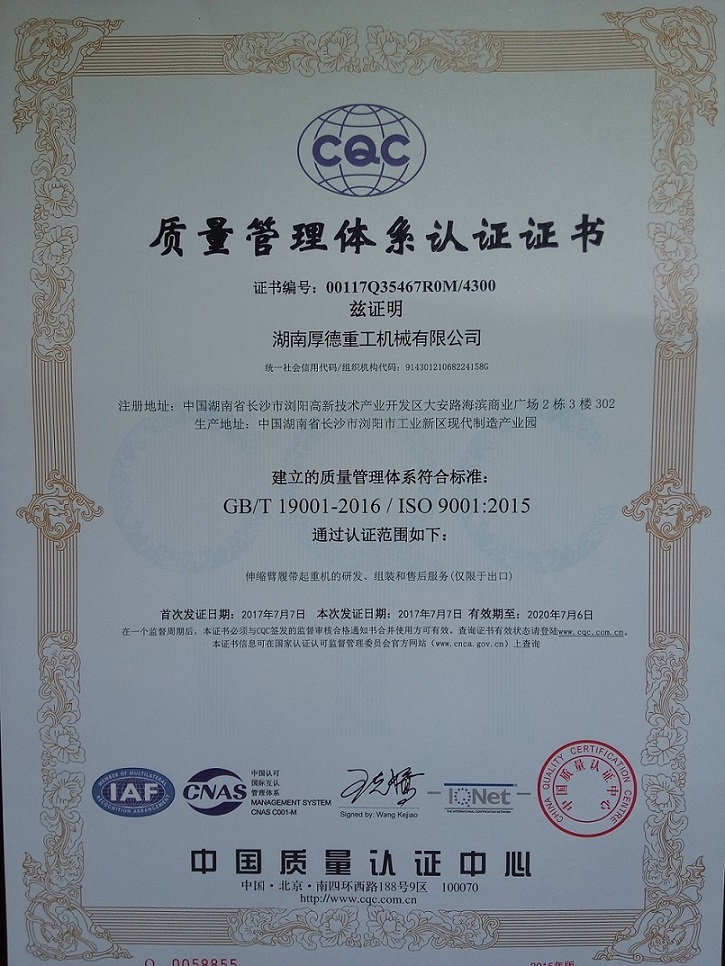 CQC
质量管理体系认证证书
证书编号：00117Q35467R0M/4300
兹证明
湖南厚德重工机械有限公司
统一社会信用代码/组织机构代码：91430121068224158G
注册地址：中国湖南省长沙市浏阳高新技术产业开发区大安路海滨商业广场 2 栋 3 楼 302
生产地址：中国湖南省长沙市浏阳市工业新区现代制造产业园
建立的质量管理体系符合标准：
GB/T 19001-2016 / ISO 9001:2015
通过认证范围如下：
伸缩臂履带起重机的研发、组装和售后服务(仅限于出口)
首次发证日期：2017年7月7日 本次发证日期：2017年7月7日 有效期至：2020年7月6日
在一个监督周期后，本证书必须与CQC签发的监督审核合格通知书合并使用方可有效。查询证书有效状态请登陆www.cqc.com.cn。
本证书信息可在国家认证认可监督管理委员会官方网站（www.cnca.gov.cn）上查询
MEMBER OF MULTILATERAL
IAF
RECOGNITION ARRANGEMENT
CNAS
中国认可
国际互认
管理体系
MANAGEMENT SYSTEM
CNAS C001-M
Signed by: Wang Kejiao
IQNet
THE INTERNATIONAL CERTIFICATION NETWORK
CHINA QUALITY CERTIFICATION CENTRE
中国质量认证中心
中国质量认证中心
中国·北京·南四环西路188号9区 100070
http://www.cqc.com.cn
Q 0058855
2015年版